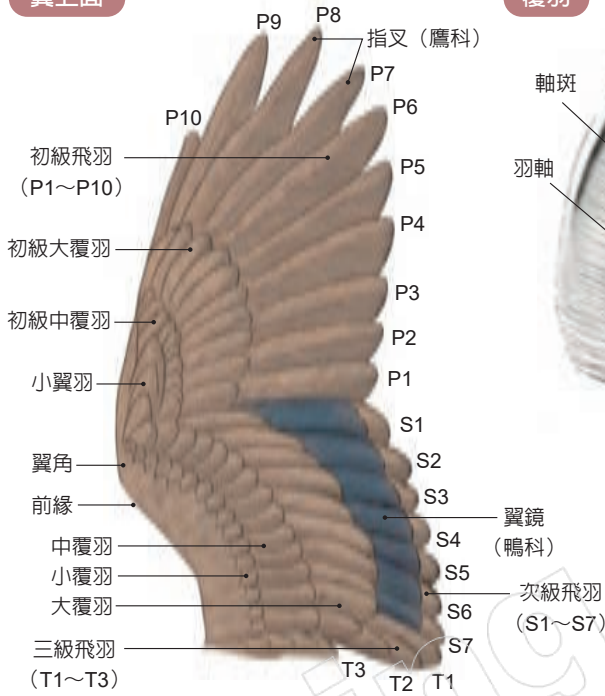 翼上面
覆羽
P9
P8
指叉（鷹科）
P7
P10
P6
軸斑
初級飛羽
（P1～P10）
P5
羽軸
P4
初級大覆羽
P3
初級中覆羽
P2
小翼羽
P1
S1
翼角
S2
前緣
S3
翼鏡
（鴨科）
S4
中覆羽
小覆羽
S5
次級飛羽
（S1～S7）
大覆羽
S6
三級飛羽
（T1～T3）
S7
T3
T2
T1
ing